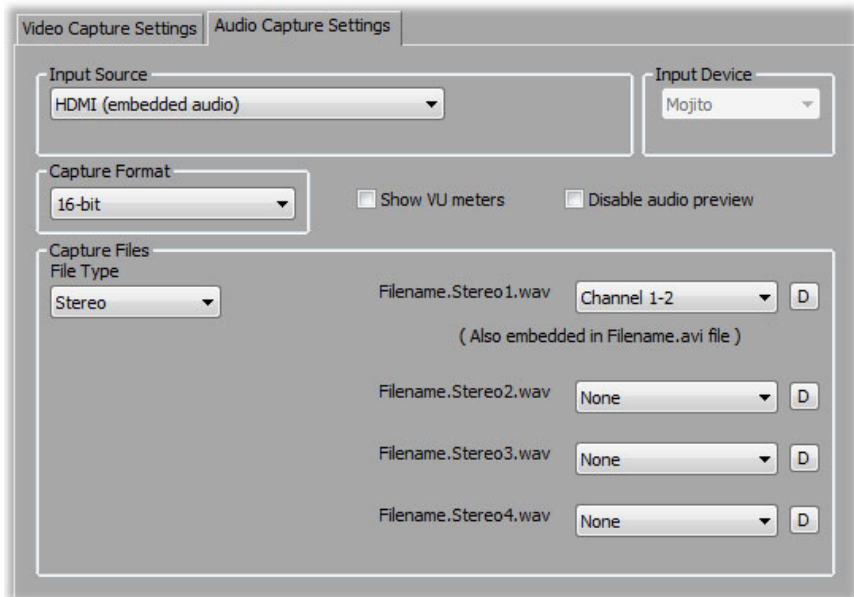 Video Capture Settings
Audio Capture Settings
Input Source
HDMI (embedded audio)
Input Device
Mojito
Capture Format
16-bit
Show VU meters
Disable audio preview
Capture Files
File Type
Stereo
Filename.Stereo1.wav
Channel 1-2
D
( Also embedded in Filename.avi file )
Filename.Stereo2.wav
None
D
Filename.Stereo3.wav
None
D
Filename.Stereo4.wav
None
D